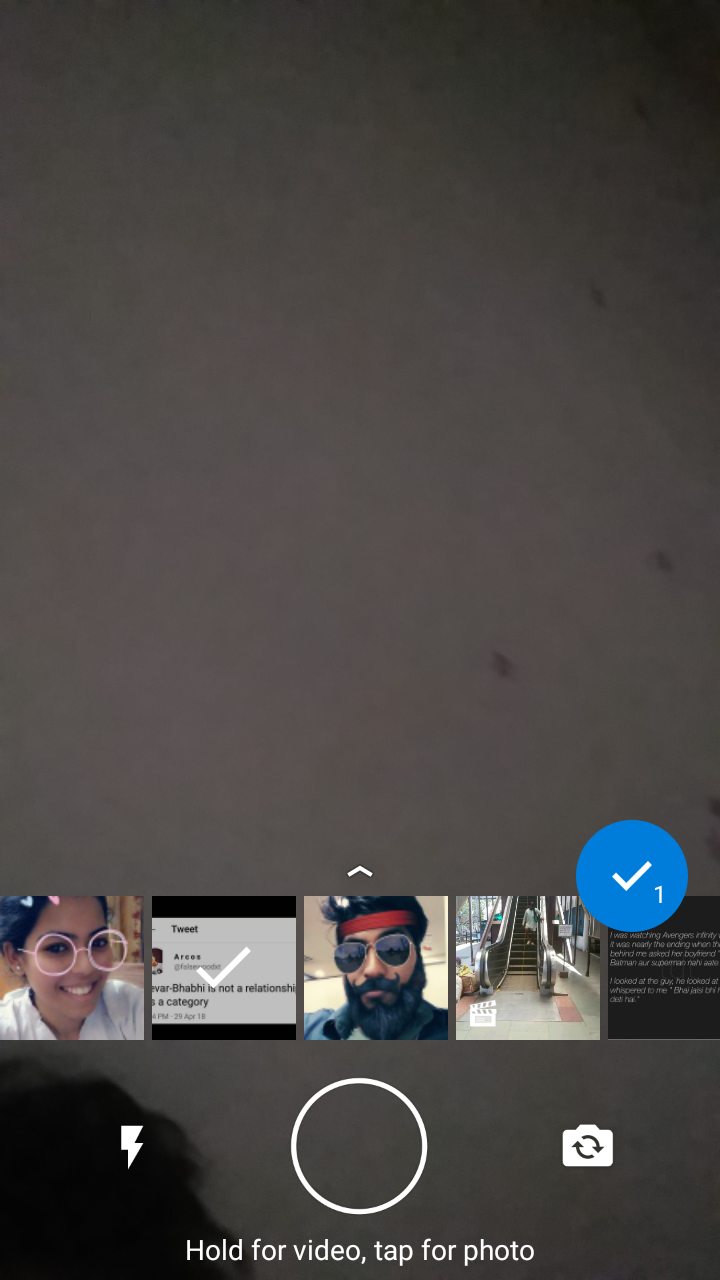 1
Tweet
Arcos
evar-Bhabhi is not a relationshi
s a category
4 PM · 29 Apr 18
I was watching Avengers infinity
it was nearly the ending when th
behind me asked her boyfriend "
Batman aur superman nahi aate
I looked at the guy, he looked at
whispered to me " Bhai jaisi bhi h
deti hai."
Hold for video, tap for photo